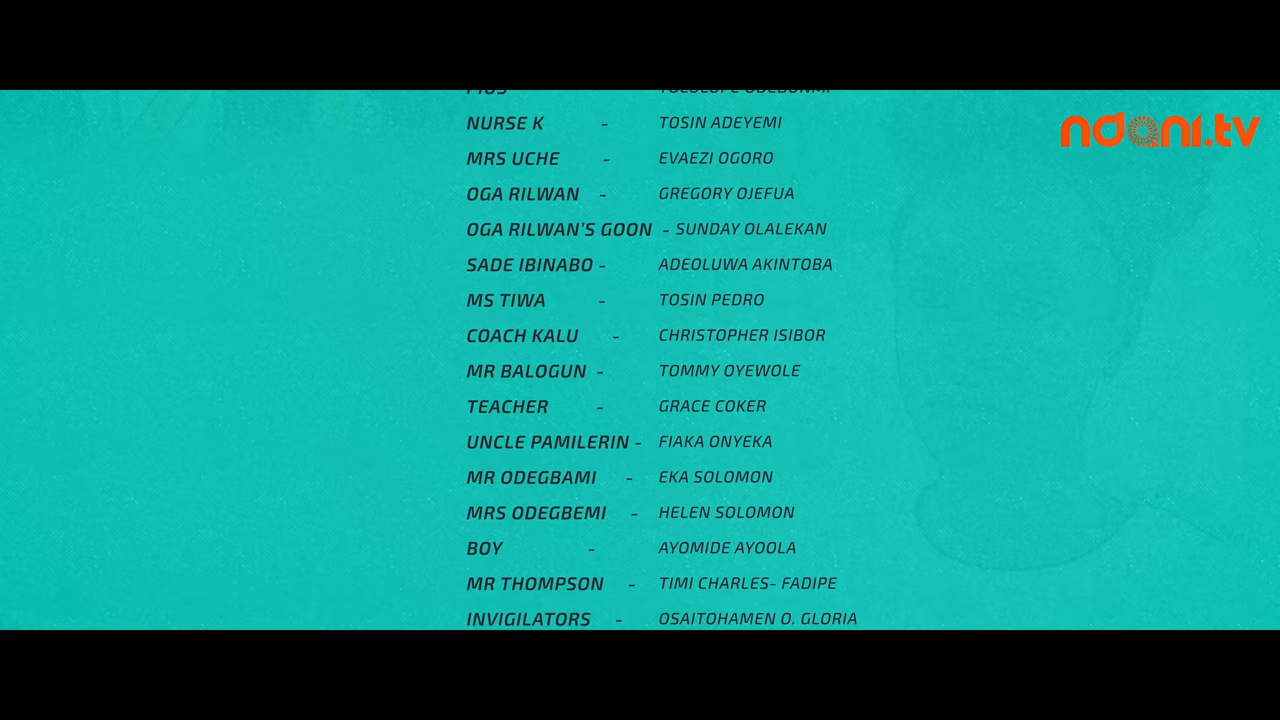 ndani.tv
NURSE K - TOSIN ADEYEMI
MRS UCHE - EVAEZI OGORO
OGA RILWAN - GREGORY OJEFUA
OGA RILWAN'S GOON - SUNDAY OLALEKAN
SADE IBINABO - ADEOLUWA AKINTOBA
MS TIWA - TOSIN PEDRO
COACH KALU - CHRISTOPHER ISIBOR
MR BALOGUN - TOMMY OYEWOLE
TEACHER - GRACE COKER
UNCLE PAMILERIN - FIAKA ONYEKA
MR ODEGBAMI - EKA SOLOMON
MRS ODEGBEMI - HELEN SOLOMON
BOY - AYOMIDE AYOOLA
MR THOMPSON - TIMI CHARLES- FADIPE
INVIGILATORS - OSAITOHAMEN O. GLORIA